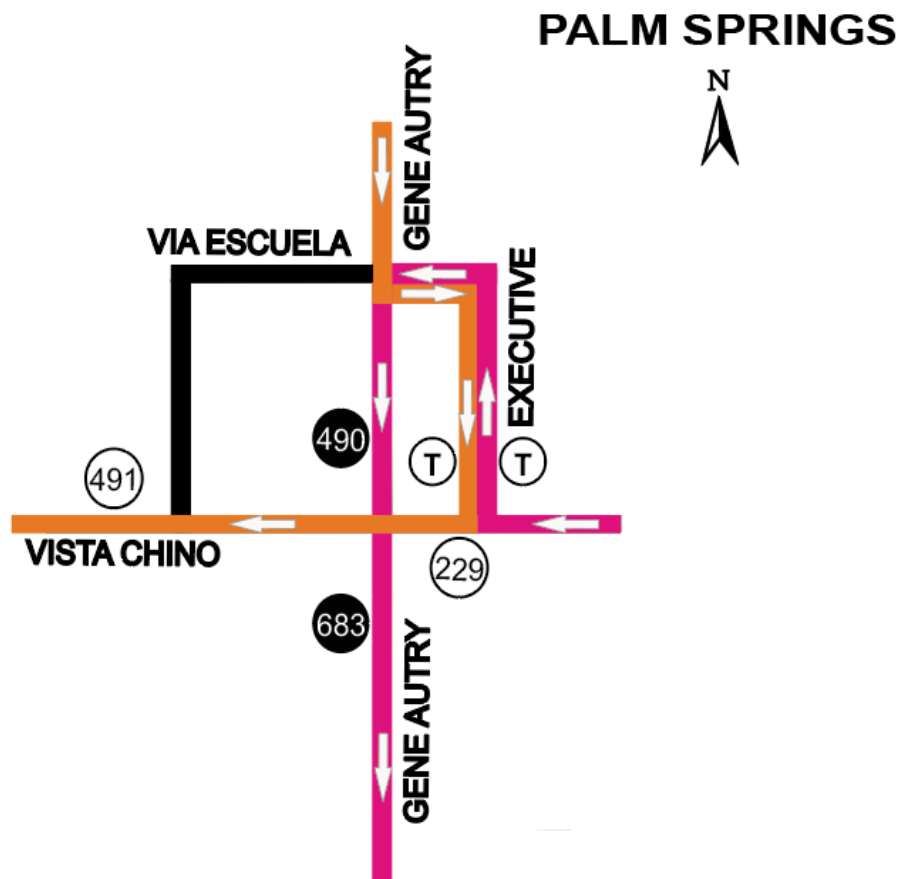 PALM SPRINGS
N
GENE AUTRY
VIA ESCUELA
EXECUTIVE
490
T
T
491
VISTA CHINO
229
683
GENE AUTRY